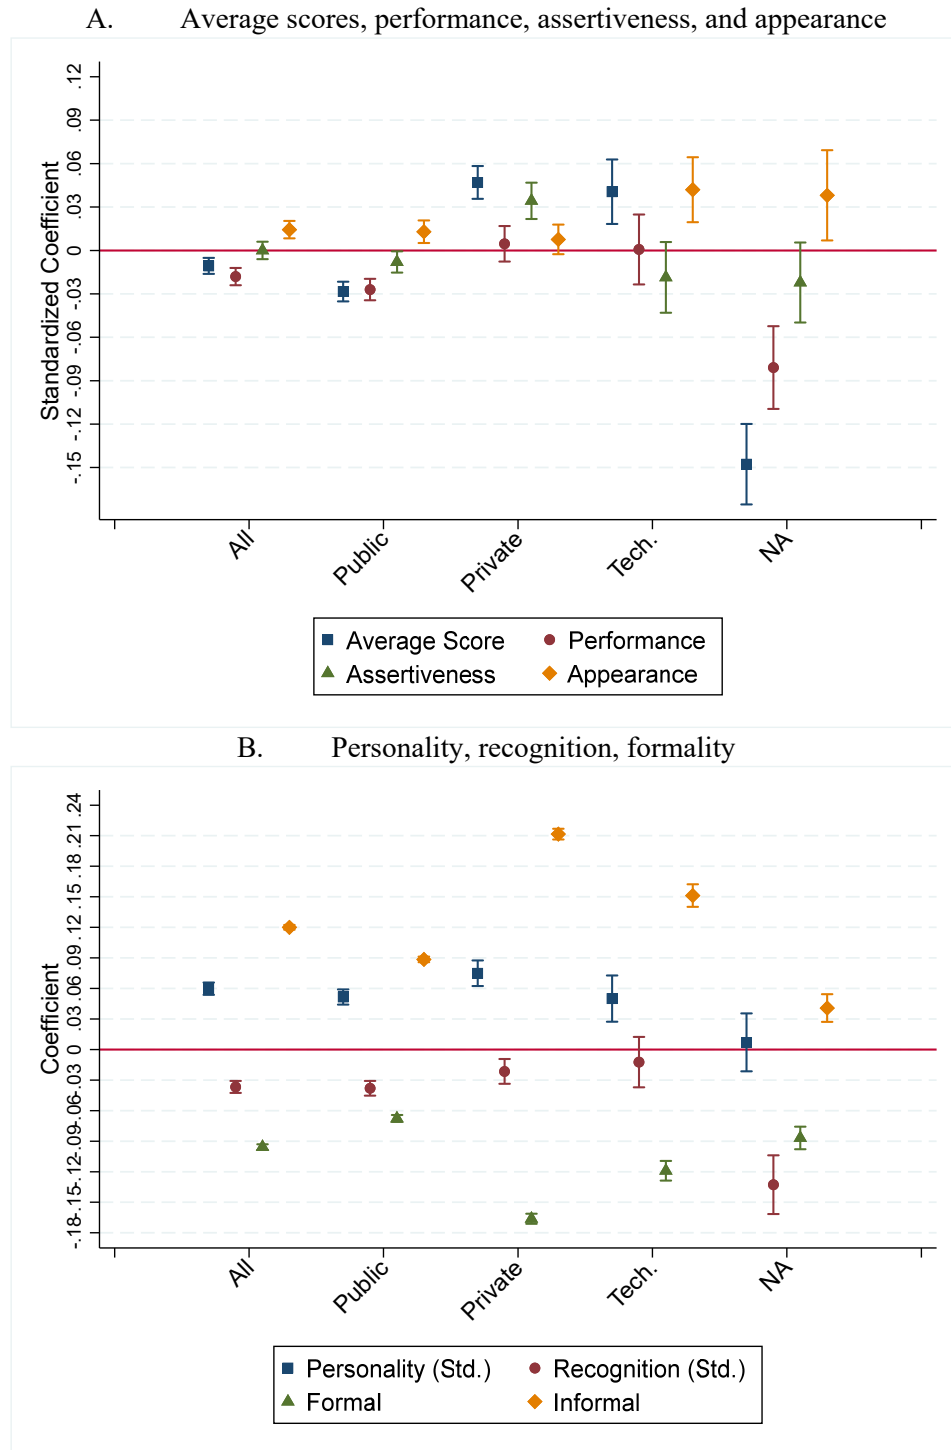 A. Average scores, performance, assertiveness, and appearance
Standardized Coefficient
.12
.09
.06
.03
0
-.03
-.06
-.09
-.12
-.15
All Public Private Tech. NA
Average Score Performance
Assertiveness Appearance
B. Personality, recognition, formality
Coefficient
.24
.21
.18
.15
.12
.09
.06
.03
0
-.03
-.06
-.09
-.12
-.15
-.18
All Public Private Tech. NA
Personality (Std.) Recognition (Std.)
Formal Informal